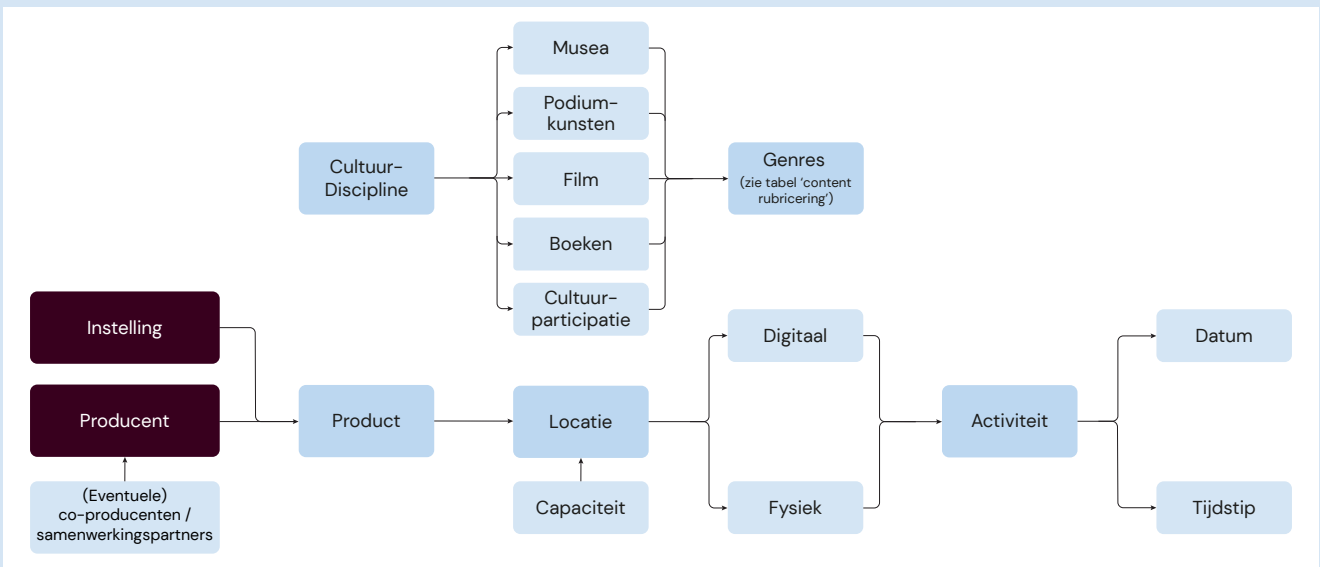 Musea
Podium-
kunsten
Cultuur-
Discipline
Film
Genres
(zie tabel ‘content
rubricering’)
Boeken
Cultuur-
participatie
Instelling
Digitaal
Datum
Producent
Product
Locatie
Activiteit
(Eventuele)
co-producenten /
samenwerkingspartners
Capaciteit
Fysiek
Tijdstip